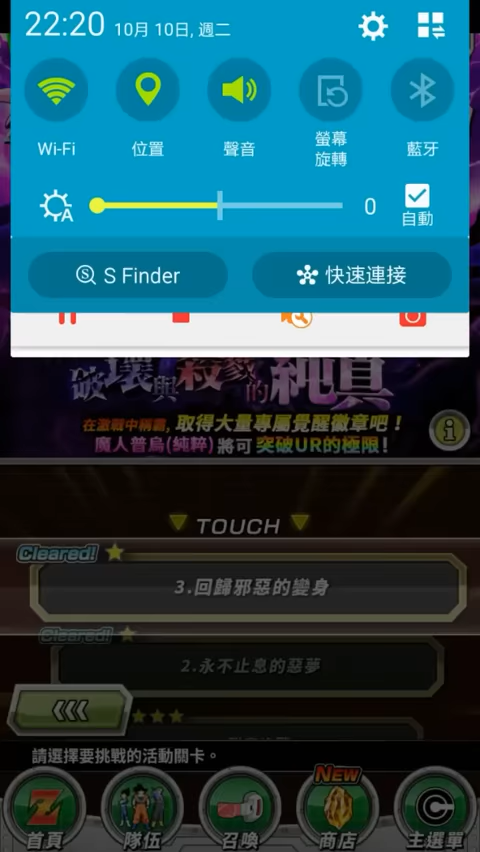 22:20 10月 10日, 週二
Wi-Fi
位置
聲音
螢幕
旋轉
藍牙
A
0
自動
S Finder
快速連接
破壞與殺戮的純真
在激戰中稱霸，取得大量專屬覺醒徽章吧！
魔人普烏(純粹)將可突破UR的極限！
TOUCH
Cleared!
3.回歸邪惡的變身
Cleared!
2.永不止息的惡夢
請選擇要挑戰的活動關卡。
New
首頁
隊伍
召喚
商店
主選單